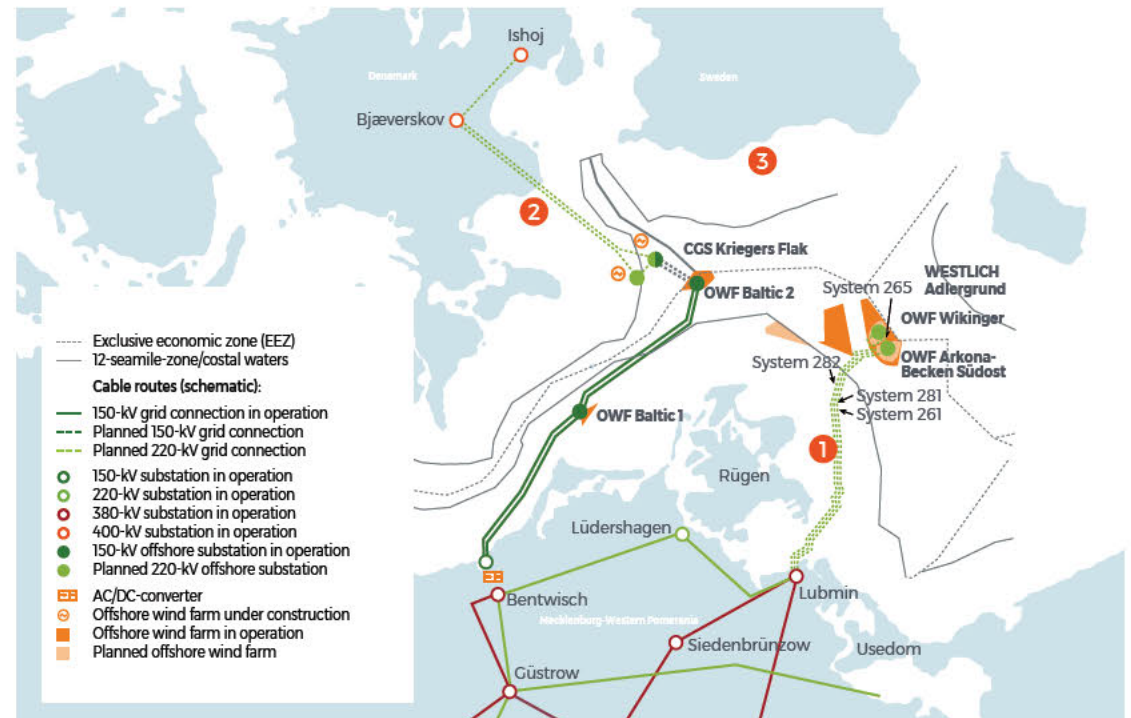 Ishoj
Denemark
Sweden
Bjæverskov
3
2
CGS Kriegers Flak
WESTLICH
Adlergrund
System 265
OWF Baltic 2
OWF Wikinger
OWF Arkona-
Becken Südost
System 282
System 281
System 261
OWF Baltic 1
1
Rügen
Lüdershagen
Lubmin
Bentwisch
Mecklenburg-Western Pomerania
Siedenbrünzow
Usedom
Güstrow
Exclusive economic zone (EEZ)
12-seamile-zone/costal waters
Cable routes (schematic):
150-kV grid connection in operation
Planned 150-kV grid connection
Planned 220-kV grid connection
150-kV substation in operation
220-kV substation in operation
380-kV substation in operation
400-kV substation in operation
150-kV offshore substation in operation
Planned 220-kV offshore substation
AC/DC-converter
Offshore wind farm under construction
Offshore wind farm in operation
Planned offshore wind farm